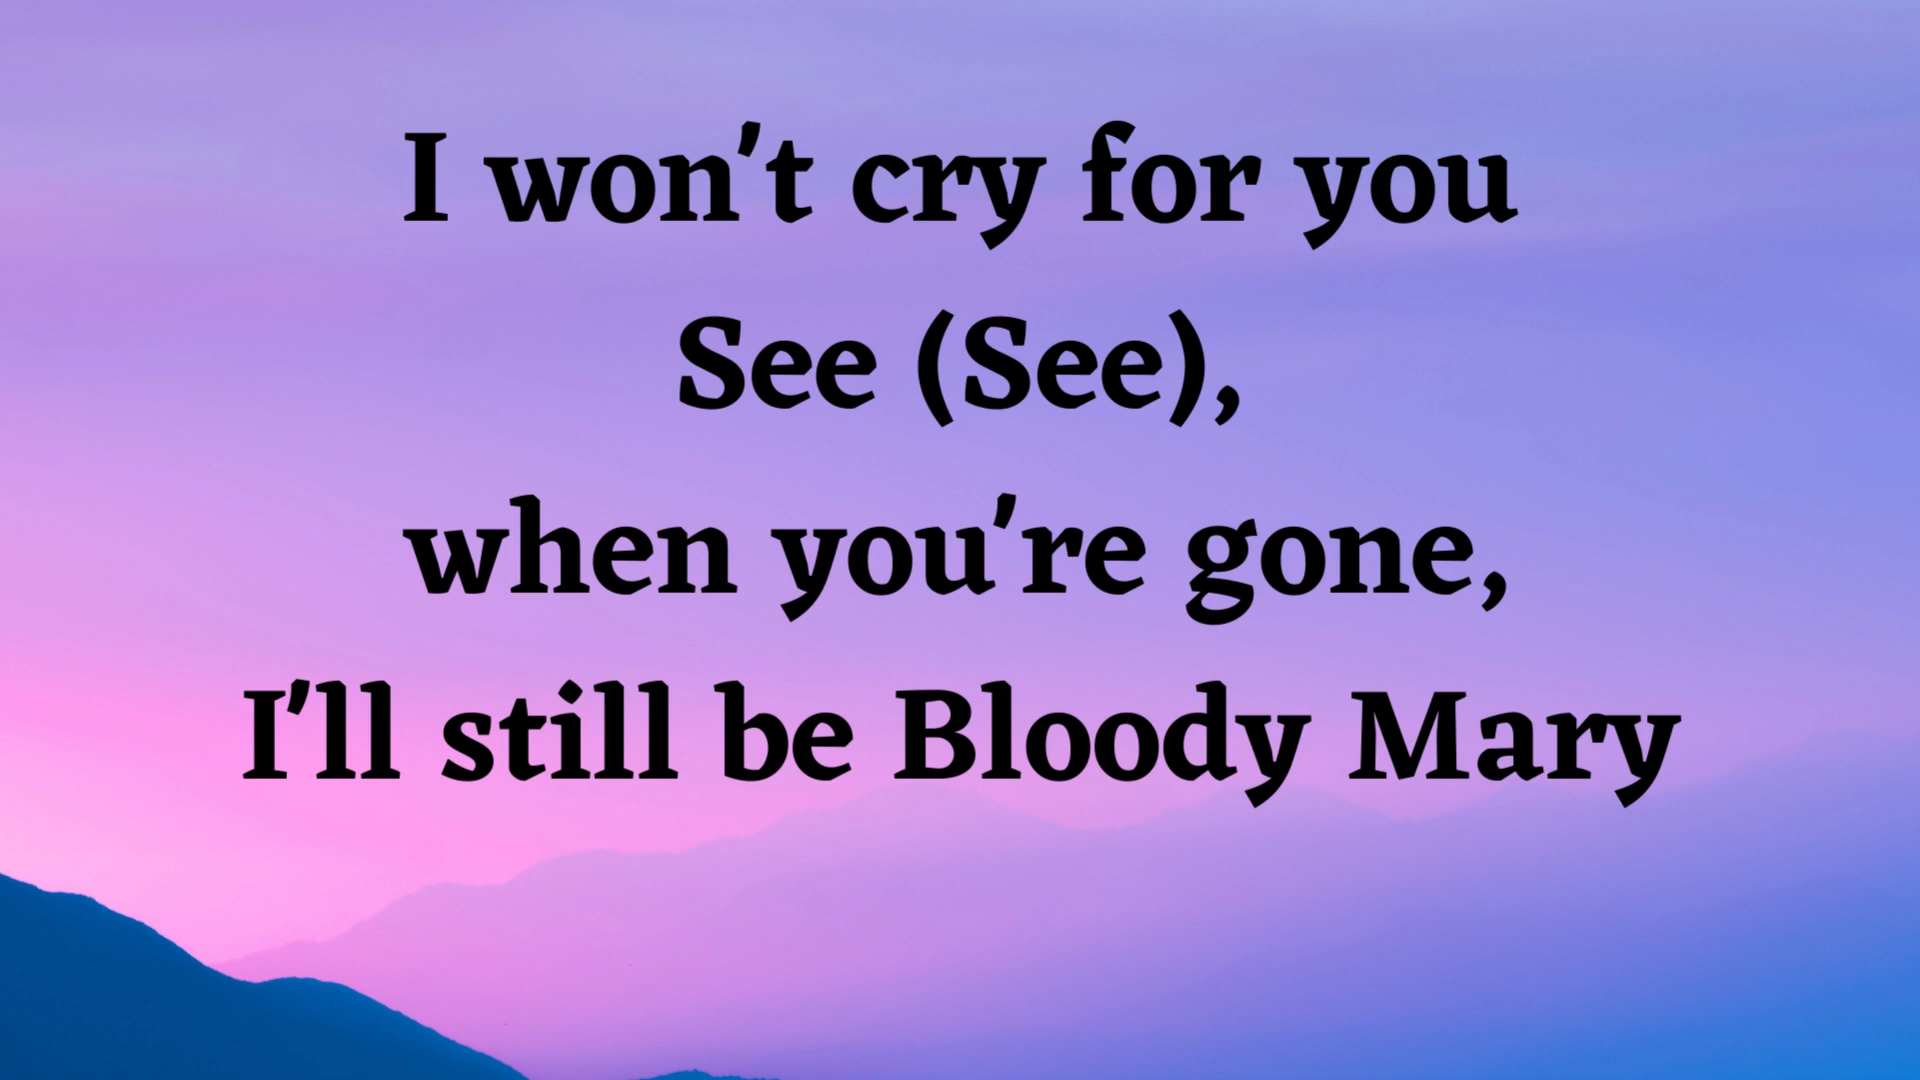 I won't cry for you
See (See),
when you're gone,
I'll still be Bloody Mary